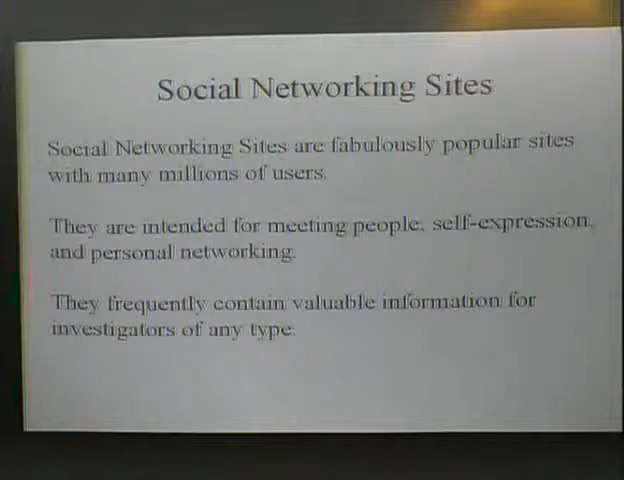 Social Networking Sites
Social Networking Sites are fabulously popular sites
with many millions of users.
They are intended for meeting people, self-expression,
and personal networking.
They frequently contain valuable information for
investigators of any type.